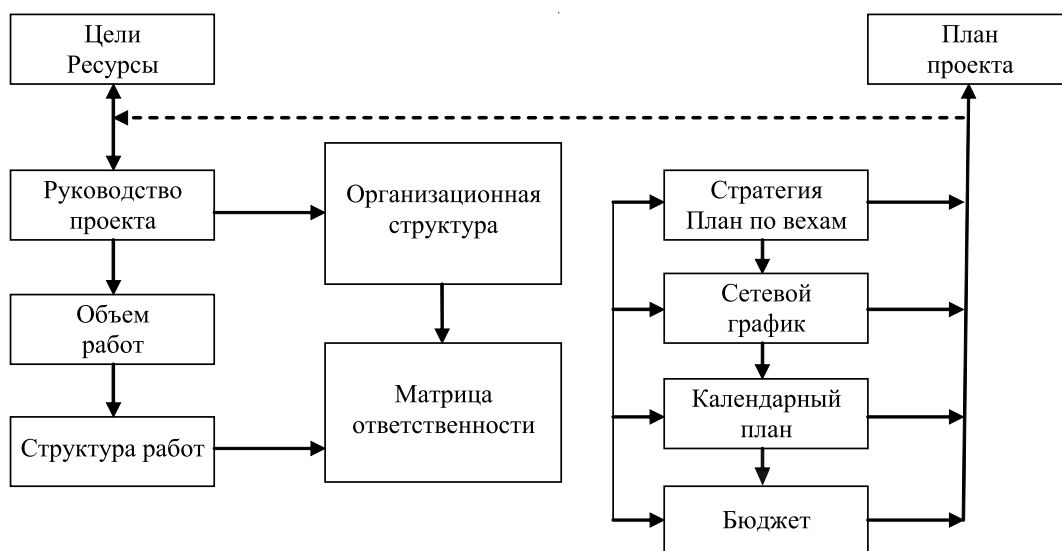 Цели
Ресурсы
План
проекта
Руководство
проекта
Организационная
структура
Стратегия
План по вехам
Объем
работ
Сетевой
график
Структура работ
Матрица
ответственности
Календарный
план
Бюджет